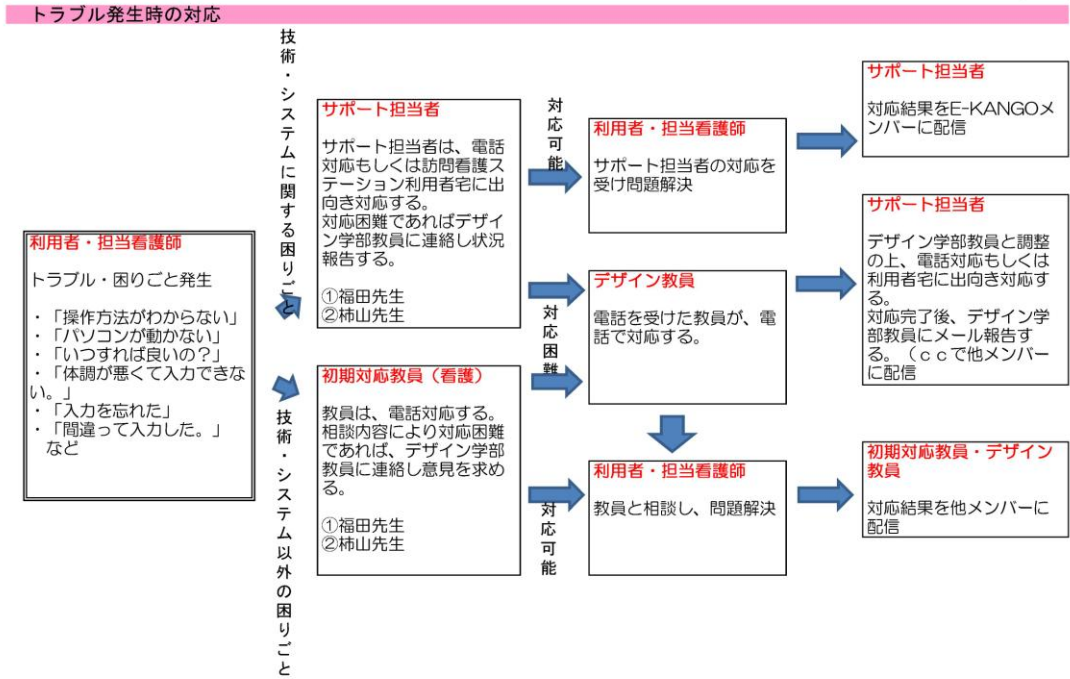 トラブル発生時の対応
技術・システムに関する困りごと
利用者・担当看護師
トラブル・困りごと発生
・「操作方法がわからない」
・「パソコンが動かない」
・「いつすれば良いの？」
・「体調が悪くて入力できな
い。」
・「入力を忘れた」
・「間違って入力した。」
など
技術・システム以外の困りごと
サポート担当者
サポート担当者は、電話
対応もしくは訪問看護ス
テーション利用者宅に出
向き対応する。
対応困難であればデザイ
ン学部教員に連絡し状況
報告する。
①福田先生
②柿山先生
初期対応教員（看護）
教員は、電話対応する。
相談内容により対応困難
であれば、デザイン学部
教員に連絡し意見を求め
る。
①福田先生
②柿山先生
対応可能
対応困難
対応可能
利用者・担当看護師
サポート担当者の対応を
受け問題解決
デザイン教員
電話を受けた教員が、電
話で対応する。
利用者・担当看護師
教員と相談し、問題解決
サポート担当者
対応結果をE-KANGOメ
ンバーに配信
サポート担当者
デザイン学部教員と調整
の上、電話対応もしくは
利用者宅に出向き対応す
る。
対応完了後、デザイン学
部教員にメール報告す
る。（ｃｃで他メンバー
に配信
初期対応教員・デザイン
教員
対応結果を他メンバーに
配信